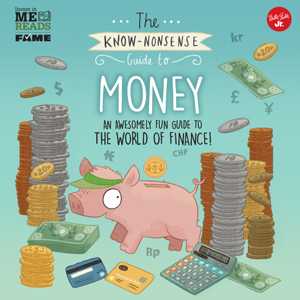 Invest in
ME
READS
FAME
Walter Foster
Jr.
The
KNOW-NONSENSE
Guide to
MONEY
AN AWESOMELY FUN GUIDE TO
THE WORLD OF FINANCE!
kr
£
¥
$
₭
CHF
Rp